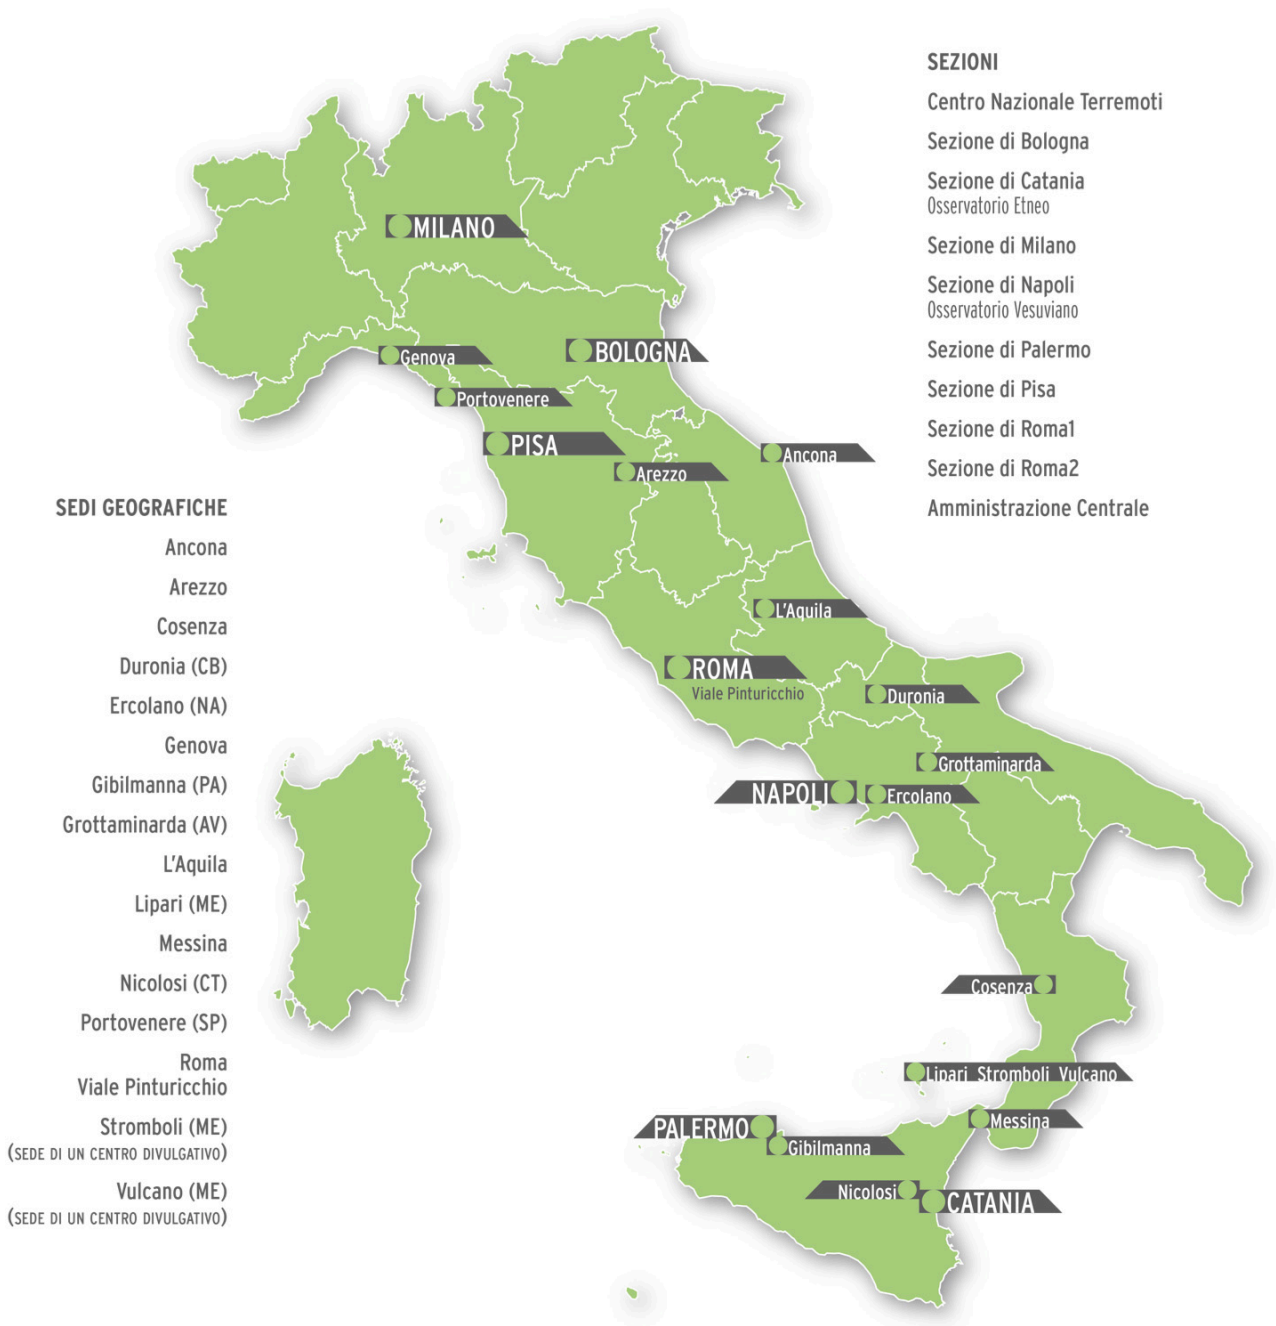 SEZIONI
Centro Nazionale Terremoti
Sezione di Bologna
Sezione di Catania
Osservatorio Etneo
Sezione di Milano
Sezione di Napoli
Osservatorio Vesuviano
Sezione di Palermo
Sezione di Pisa
Sezione di Roma1
Sezione di Roma2
Amministrazione Centrale
MILANO
BOLOGNA
Genova
Portovenere
PISA
Ancona
Arezzo
L'Aquila
ROMA
Viale Pinturicchio
Duronia
Grottaminarda
NAPOLI
Ercolano
Cosenza
Lipari Stromboli Vulcano
Messina
PALERMO
Gibilmanna
Nicolosi
CATANIA
SEDI GEOGRAFICHE
Ancona
Arezzo
Cosenza
Duronia (CB)
Ercolano (NA)
Genova
Gibilmanna (PA)
Grottaminarda (AV)
L'Aquila
Lipari (ME)
Messina
Nicolosi (CT)
Portovenere (SP)
Roma
Viale Pinturicchio
Stromboli (ME)
(SEDE DI UN CENTRO DIVULGATIVO)
Vulcano (ME)
(SEDE DI UN CENTRO DIVULGATIVO)